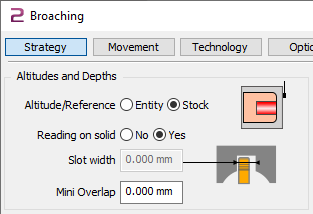 Broaching
Strategy Movement Technology
Altitudes and Depths
Altitude/Reference Entity Stock
Reading on solid No Yes
Slot width 0.000 mm
Mini Overlap 0.000 mm